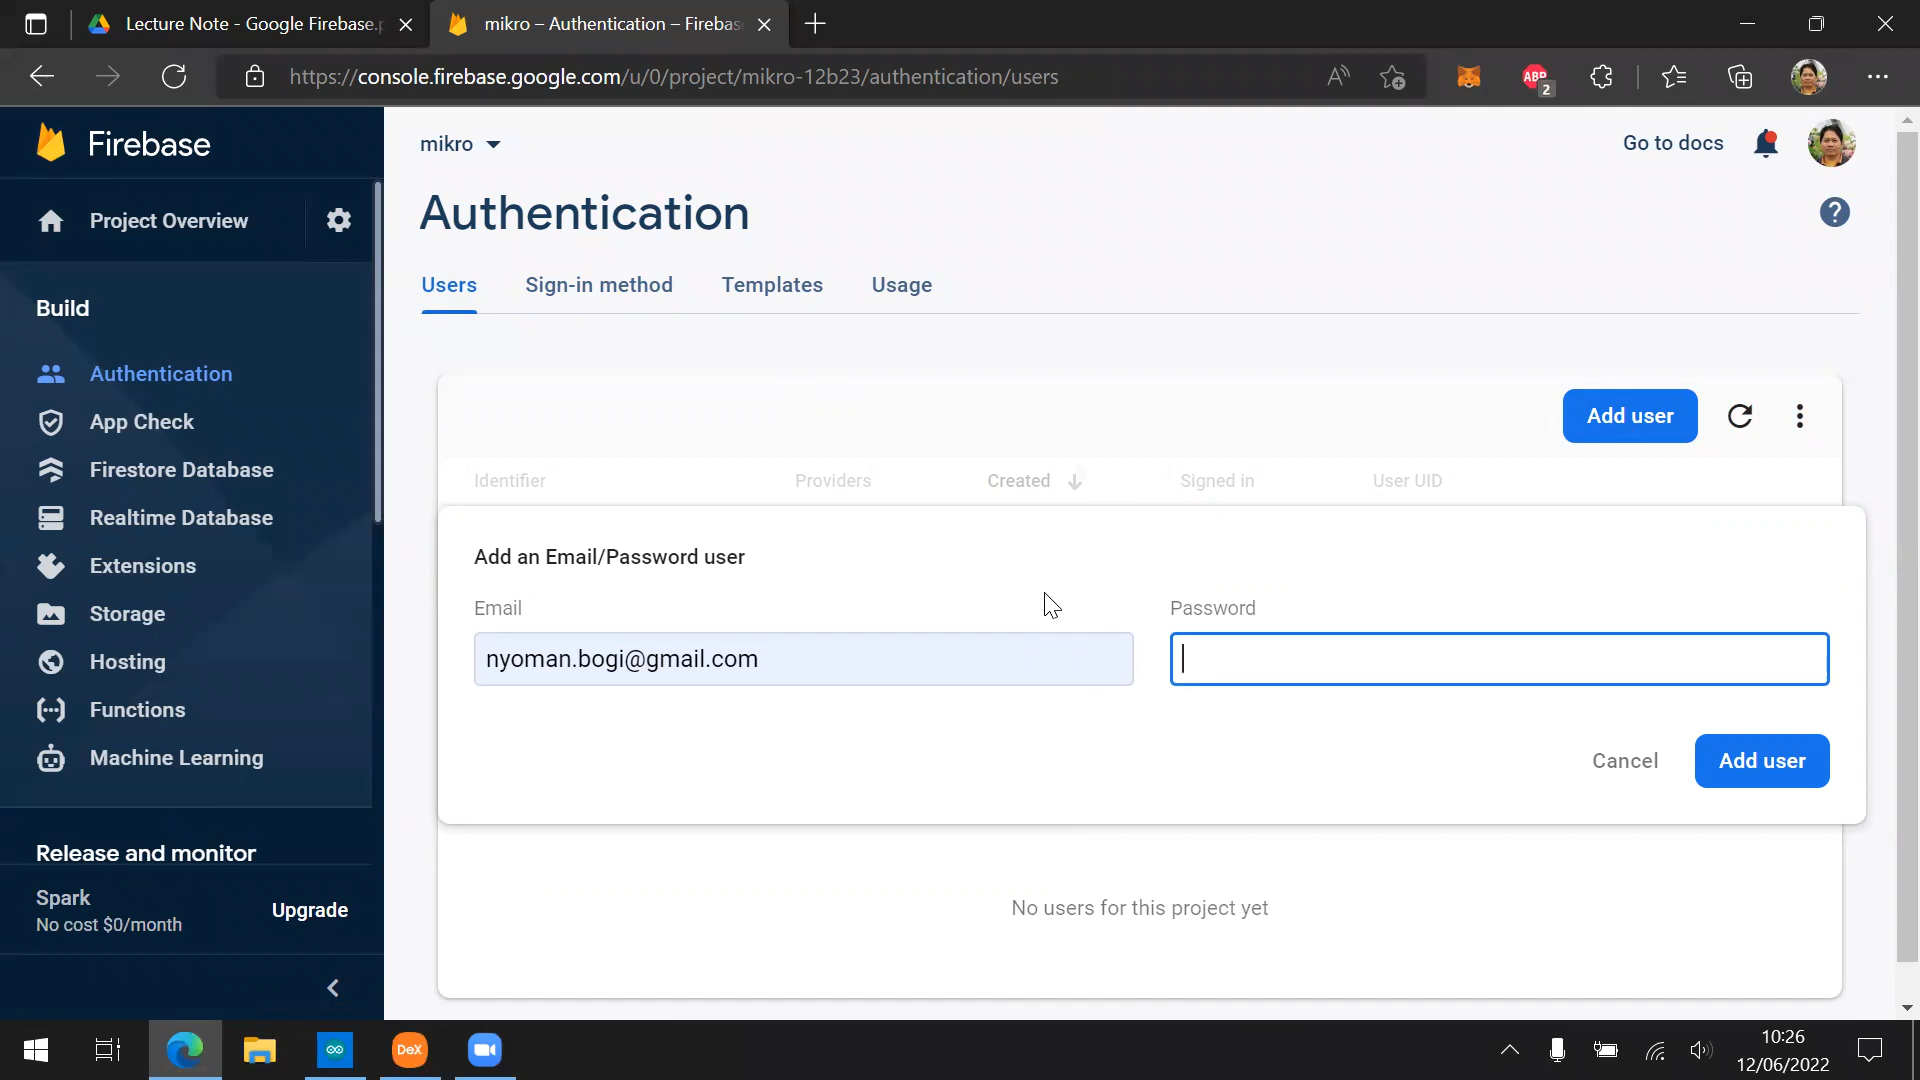 Lecture Note - Google Firebase.p
mikro – Authentication – Firebas
https://console.firebase.google.com/u/0/project/mikro-12b23/authentication/users
ABP
2
Firebase
mikro
Go to docs
Project Overview
Authentication
Users
Sign-in method
Templates
Usage
Build
Authentication
App Check
Firestore Database
Realtime Database
Extensions
Storage
Hosting
Functions
Machine Learning
Release and monitor
Spark
No cost $0/month
Upgrade
Add user
Identifier
Providers
Created
Signed in
User UID
Add an Email/Password user
Email
Password
nyoman.bogi@gmail.com
Cancel
Add user
No users for this project yet
DeX
10:26
12/06/2022